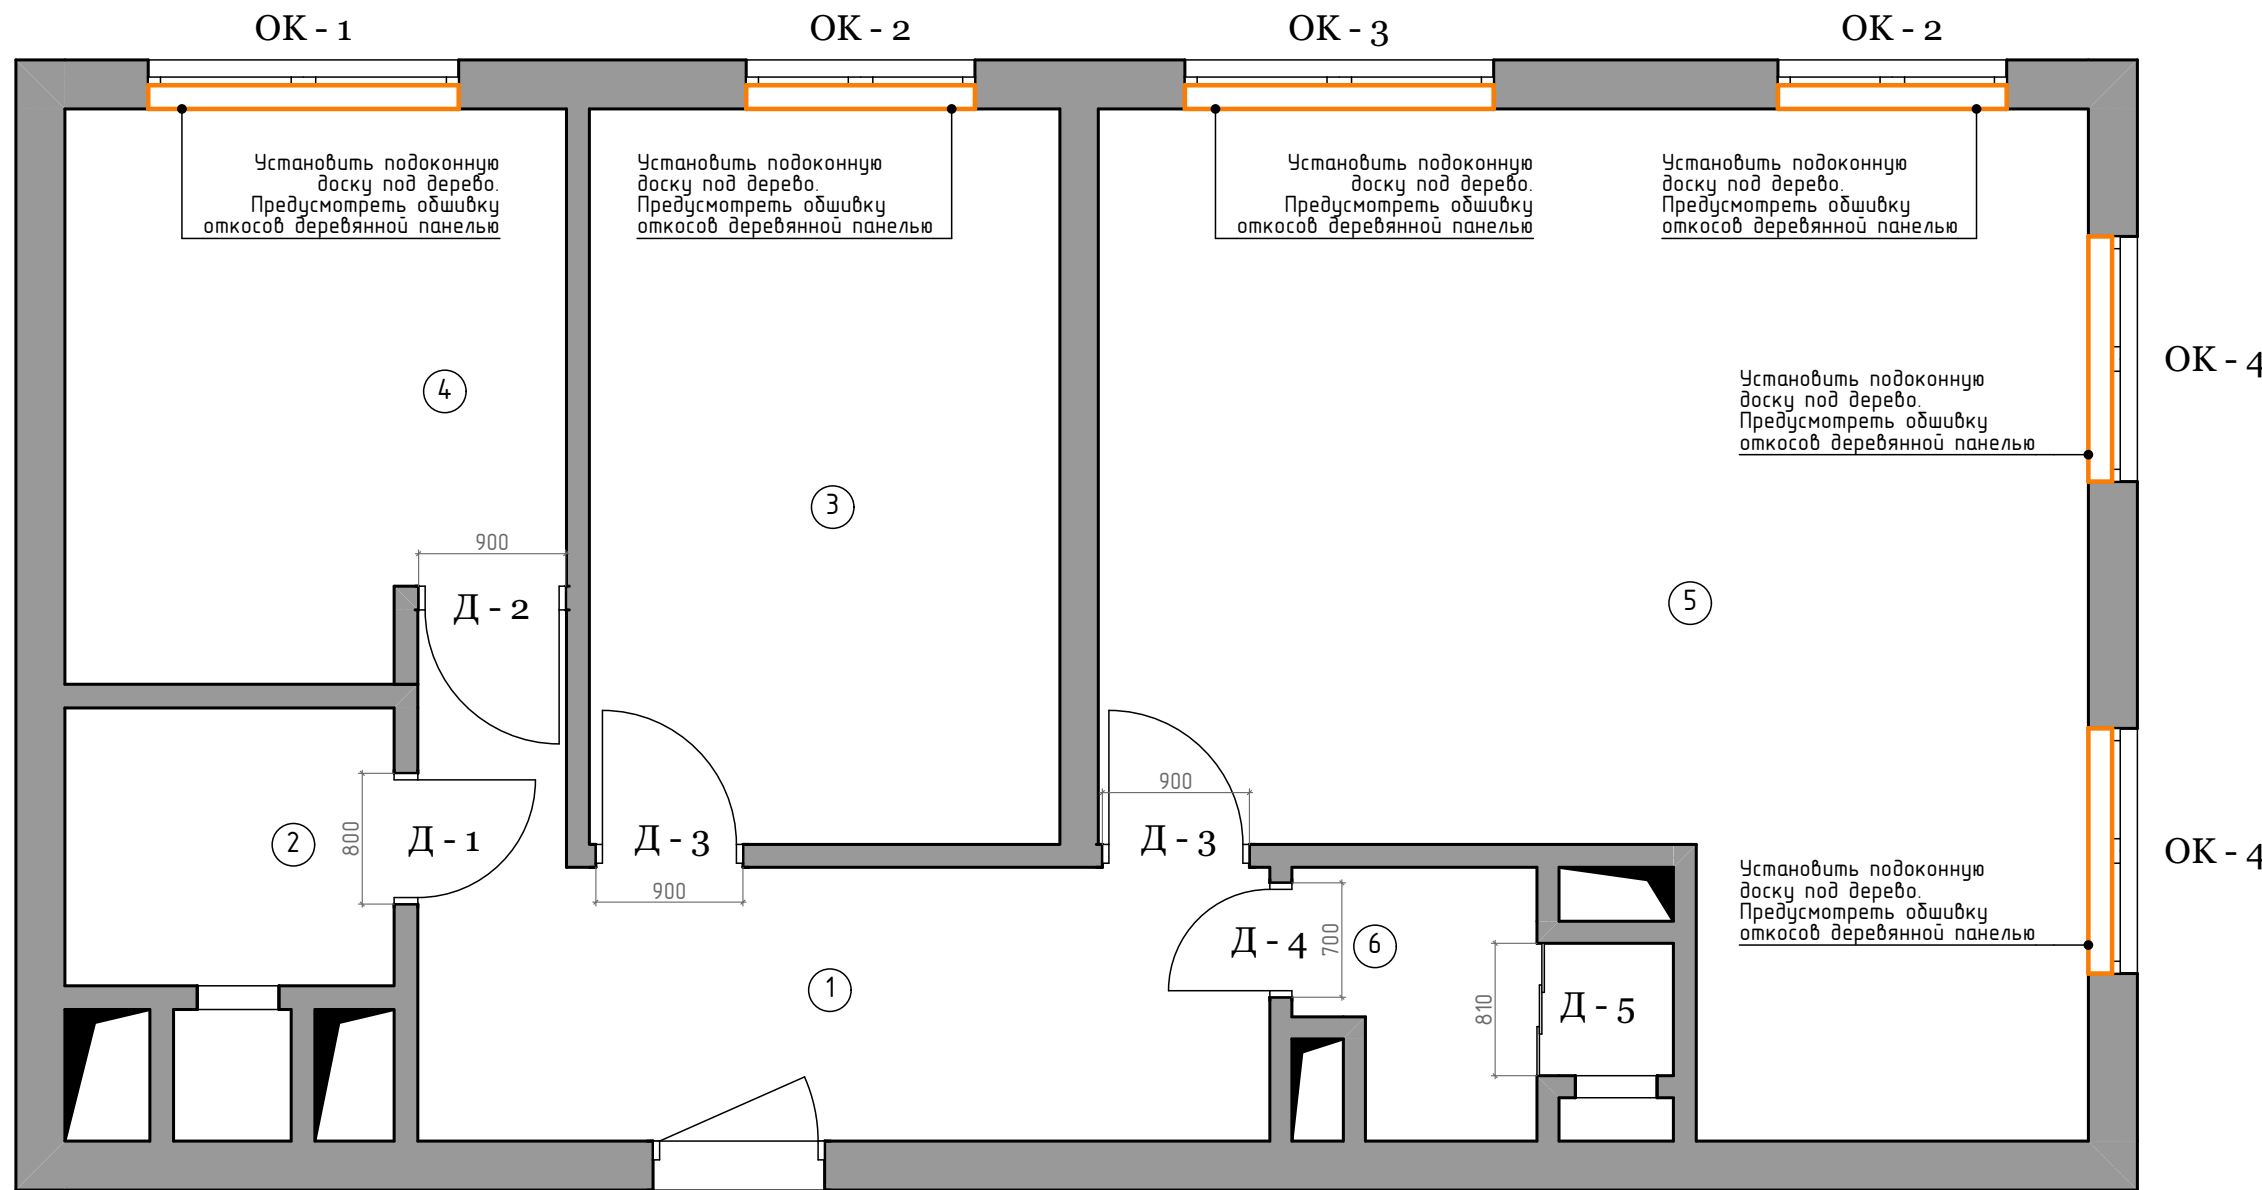 ОК - 1
ОК - 2
ОК - 3
ОК - 2
Установить подоконную
доску под дерево.
Предусмотреть обшивку
откосов деревянной панелью
Установить подоконную
доску под дерево.
Предусмотреть обшивку
откосов деревянной панелью
Установить подоконную
доску под дерево.
Предусмотреть обшивку
откосов деревянной панелью
Установить подоконную
доску под дерево.
Предусмотреть обшивку
откосов деревянной панелью
ОК - 4
Установить подоконную
доску под дерево.
Предусмотреть обшивку
откосов деревянной панелью
4
3
900
Д - 2
5
900
2
800
Д - 1
Д - 3
900
Д - 3
ОК - 4
Установить подоконную
доску под дерево.
Предусмотреть обшивку
откосов деревянной панелью
Д - 4
700
6
1
810
Д - 5